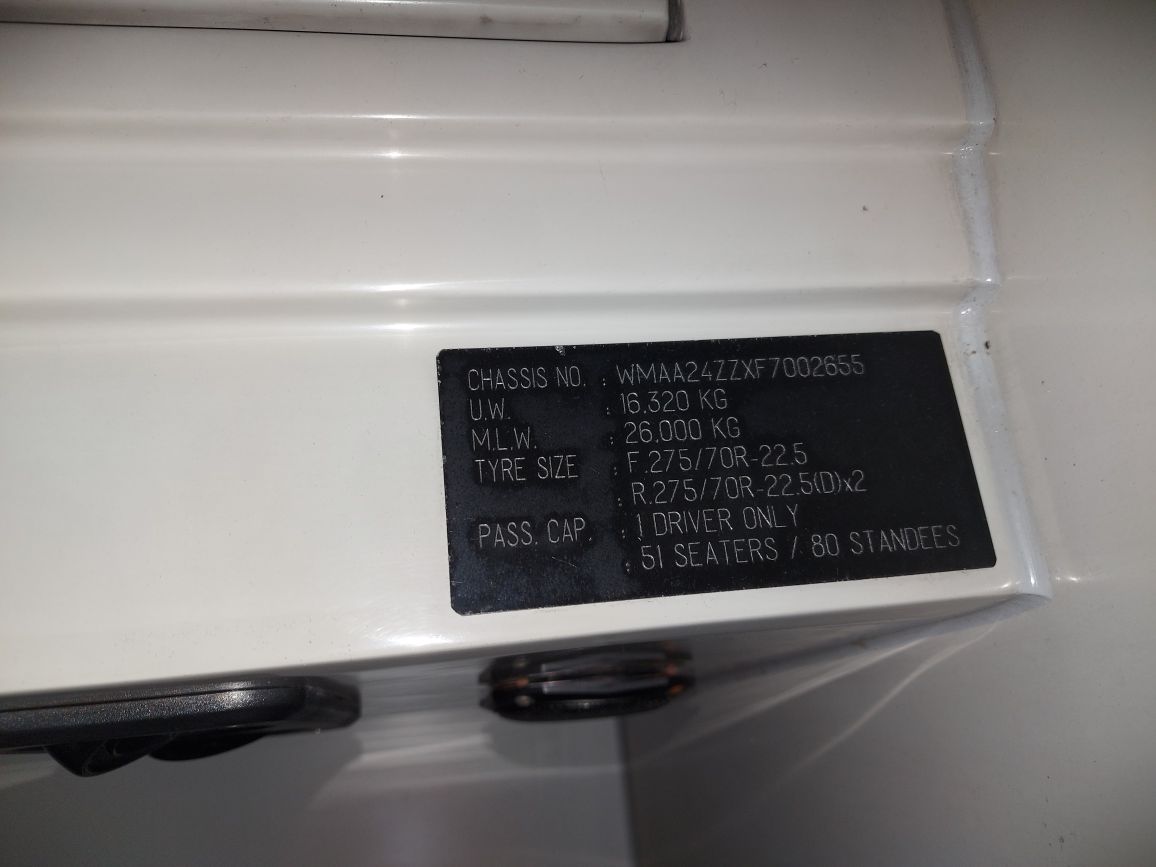 CHASSIS NO. : WMAA24ZZXF7002655
U.W. : 16,320 KG
M.L.W. : 26,000 KG
TYRE SIZE : F.275/70R-22.5
: R.275/70R-22.5(D)x2
PASS. CAP. : 1 DRIVER ONLY
: 51 SEATERS / 80 STANDEES